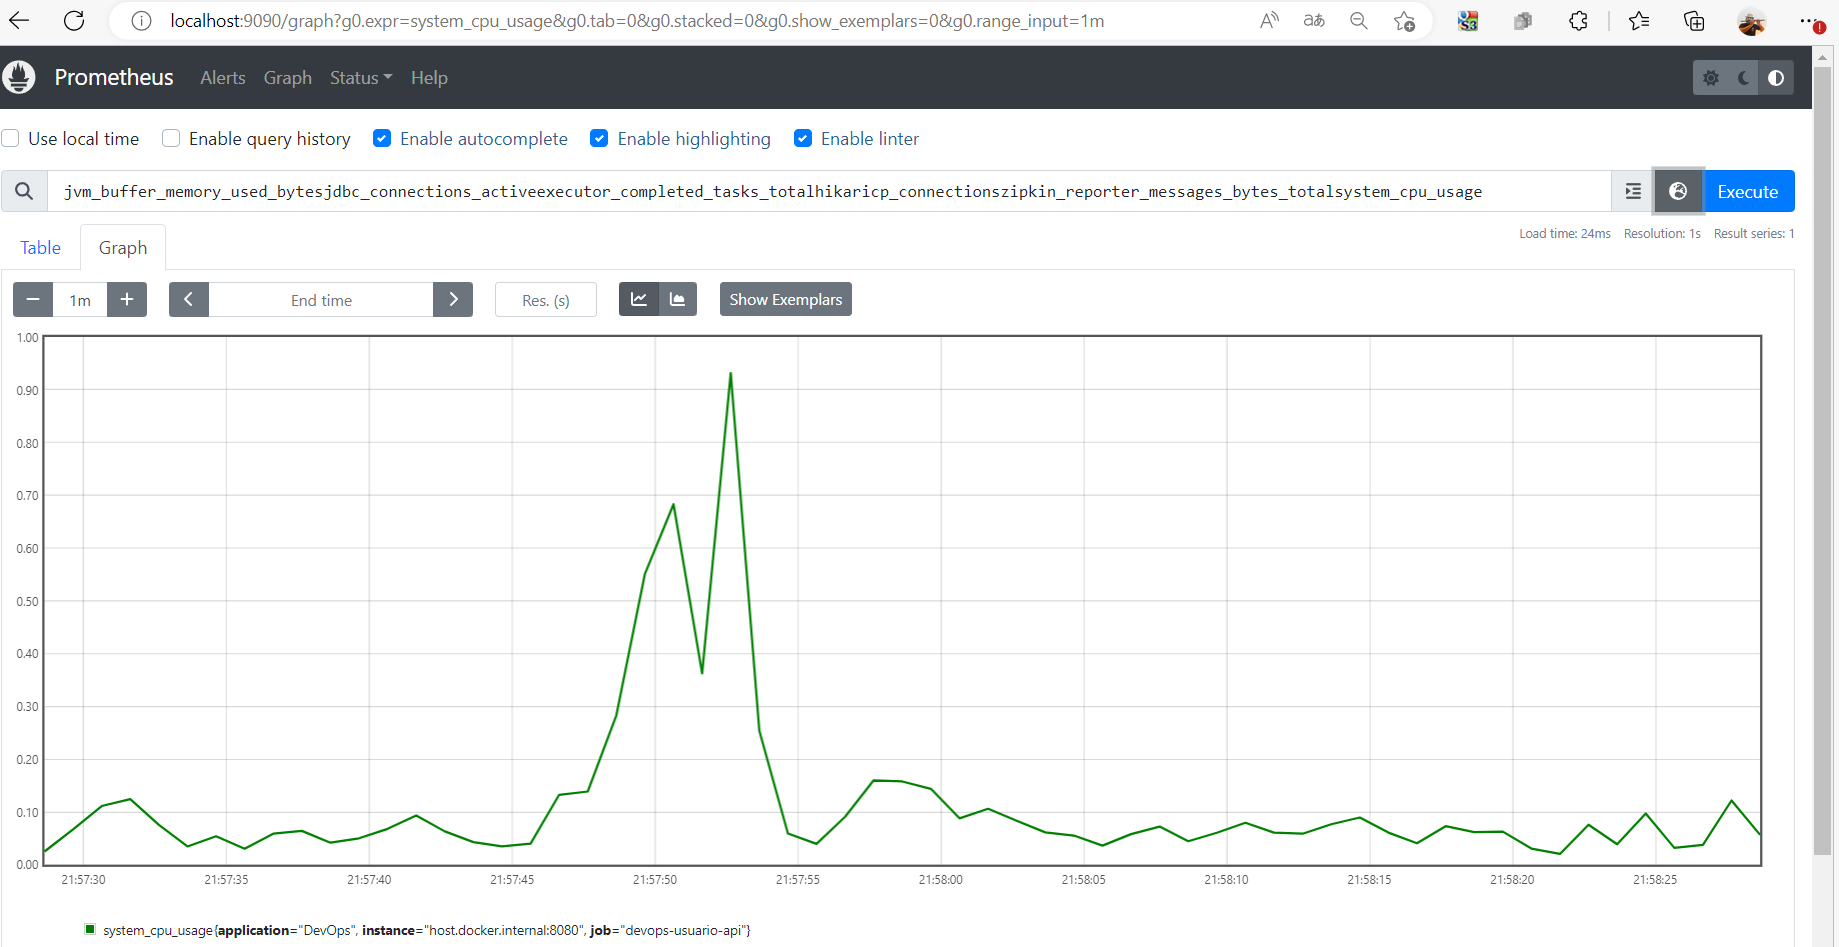 localhost:9090/graph?g0.expr=system_cpu_usage&g0.tab=0&g0.stacked=0&g0.show_exemplars=0&g0.range_input=1m
Prometheus Alerts Graph Status Help
Use local time Enable query history Enable autocomplete Enable highlighting Enable linter
jvm_buffer_memory_used_bytesjdbc_connections_activeexecutor_completed_tasks_totalhikaricp_connectionszipkin_reporter_messages_bytes_totalsystem_cpu_usage Execute
Load time: 24ms Resolution: 1s Result series: 1
Table Graph
1m End time Res. (s) Show Exemplars
1.00
0.90
0.80
0.70
0.60
0.50
0.40
0.30
0.20
0.10
0.00
21:57:30 21:57:35 21:57:40 21:57:45 21:57:50 21:57:55 21:58:00 21:58:05 21:58:10 21:58:15 21:58:20 21:58:25
system_cpu_usage{application="DevOps", instance="host.docker.internal:8080", job="devops-usuario-api"}